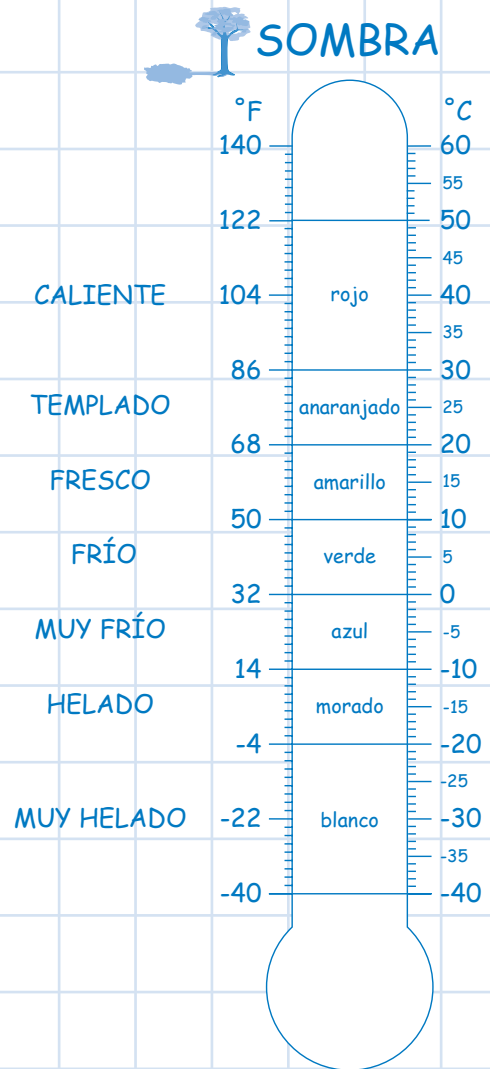 SOMBRA
°F °C
140 60
55
122 50
45
CALIENTE 104 rojo 40
35
86 30
TEMPLADO anaranjado 25
68 20
FRESCO amarillo 15
50 10
FRÍO verde 5
32 0
MUY FRÍO azul -5
14 -10
HELADO morado -15
-4 -20
-25
MUY HELADO -22 blanco -30
-35
-40 -40